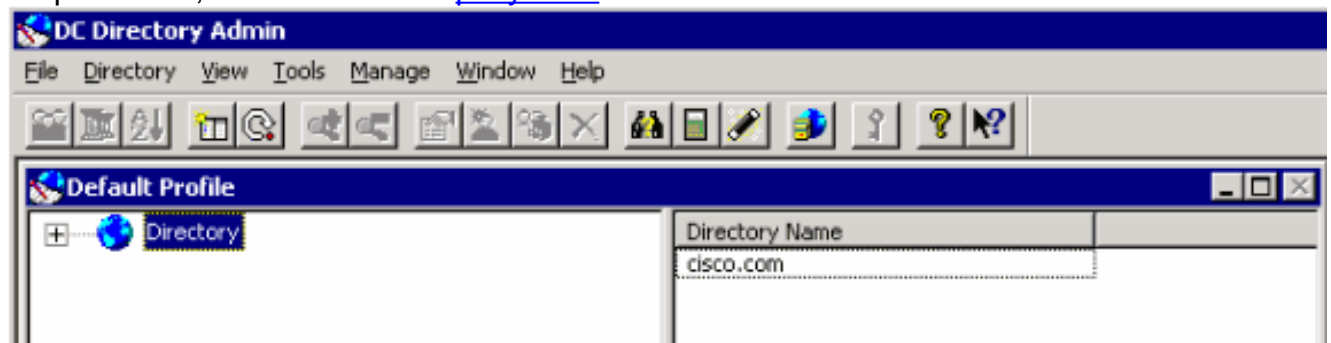 DC Directory Admin
File Directory View Tools Manage Window Help
Default Profile
Directory
Directory Name
cisco.com